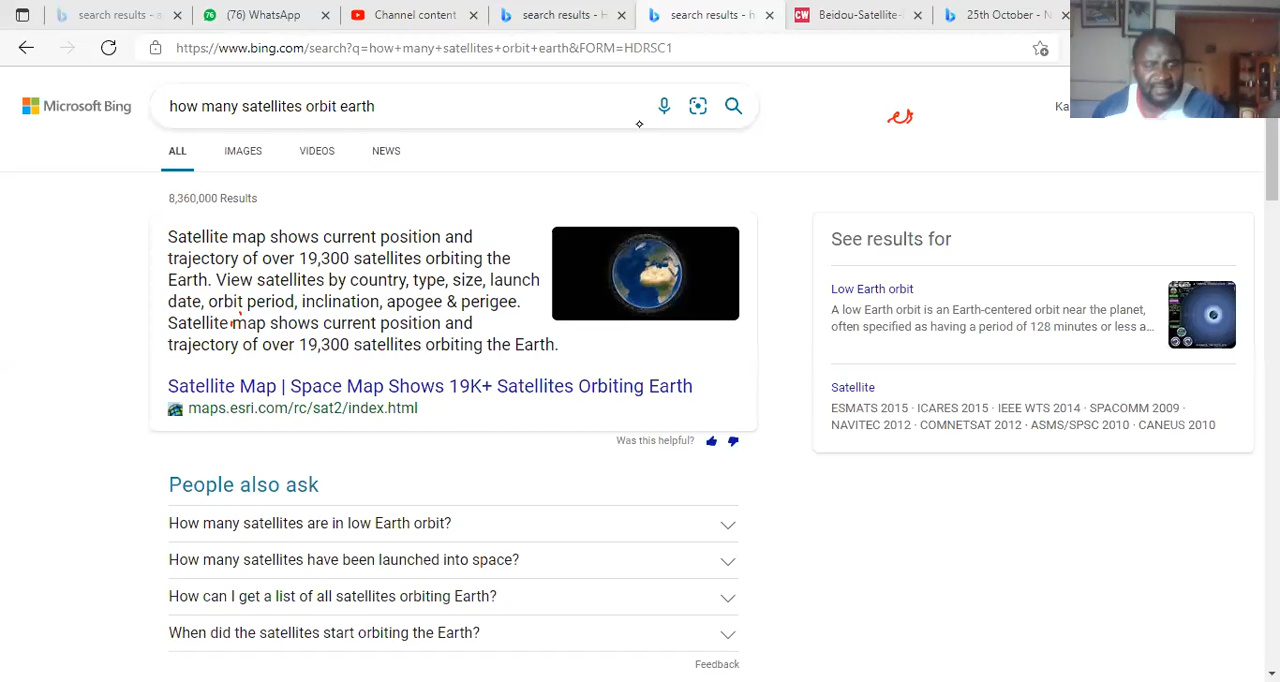 search results - a
(76) WhatsApp
Channel content
search results - H
search results - h
CW Beidou-Satellite-
25th October - N
https://www.bing.com/search?q=how+many+satellites+orbit+earth&FORM=HDRSC1
Microsoft Bing
how many satellites orbit earth
Ka
ALL IMAGES VIDEOS NEWS
8,360,000 Results
Satellite map shows current position and
trajectory of over 19,300 satellites orbiting the
Earth. View satellites by country, type, size, launch
date, orbit period, inclination, apogee & perigee.
Satellite map shows current position and
trajectory of over 19,300 satellites orbiting the Earth.
Satellite Map | Space Map Shows 19K+ Satellites Orbiting Earth
maps.esri.com/rc/sat2/index.html
Was this helpful?
People also ask
How many satellites are in low Earth orbit?
How many satellites have been launched into space?
How can I get a list of all satellites orbiting Earth?
When did the satellites start orbiting the Earth?
Feedback
See results for
Low Earth orbit
A low Earth orbit is an Earth-centered orbit near the planet,
often specified as having a period of 128 minutes or less a...
Satellite
ESMATS 2015 · ICARES 2015 · IEEE WTS 2014 · SPACOMM 2009 ·
NAVITEC 2012 · COMNETSAT 2012 · ASMS/SPSC 2010 · CANEUS 2010